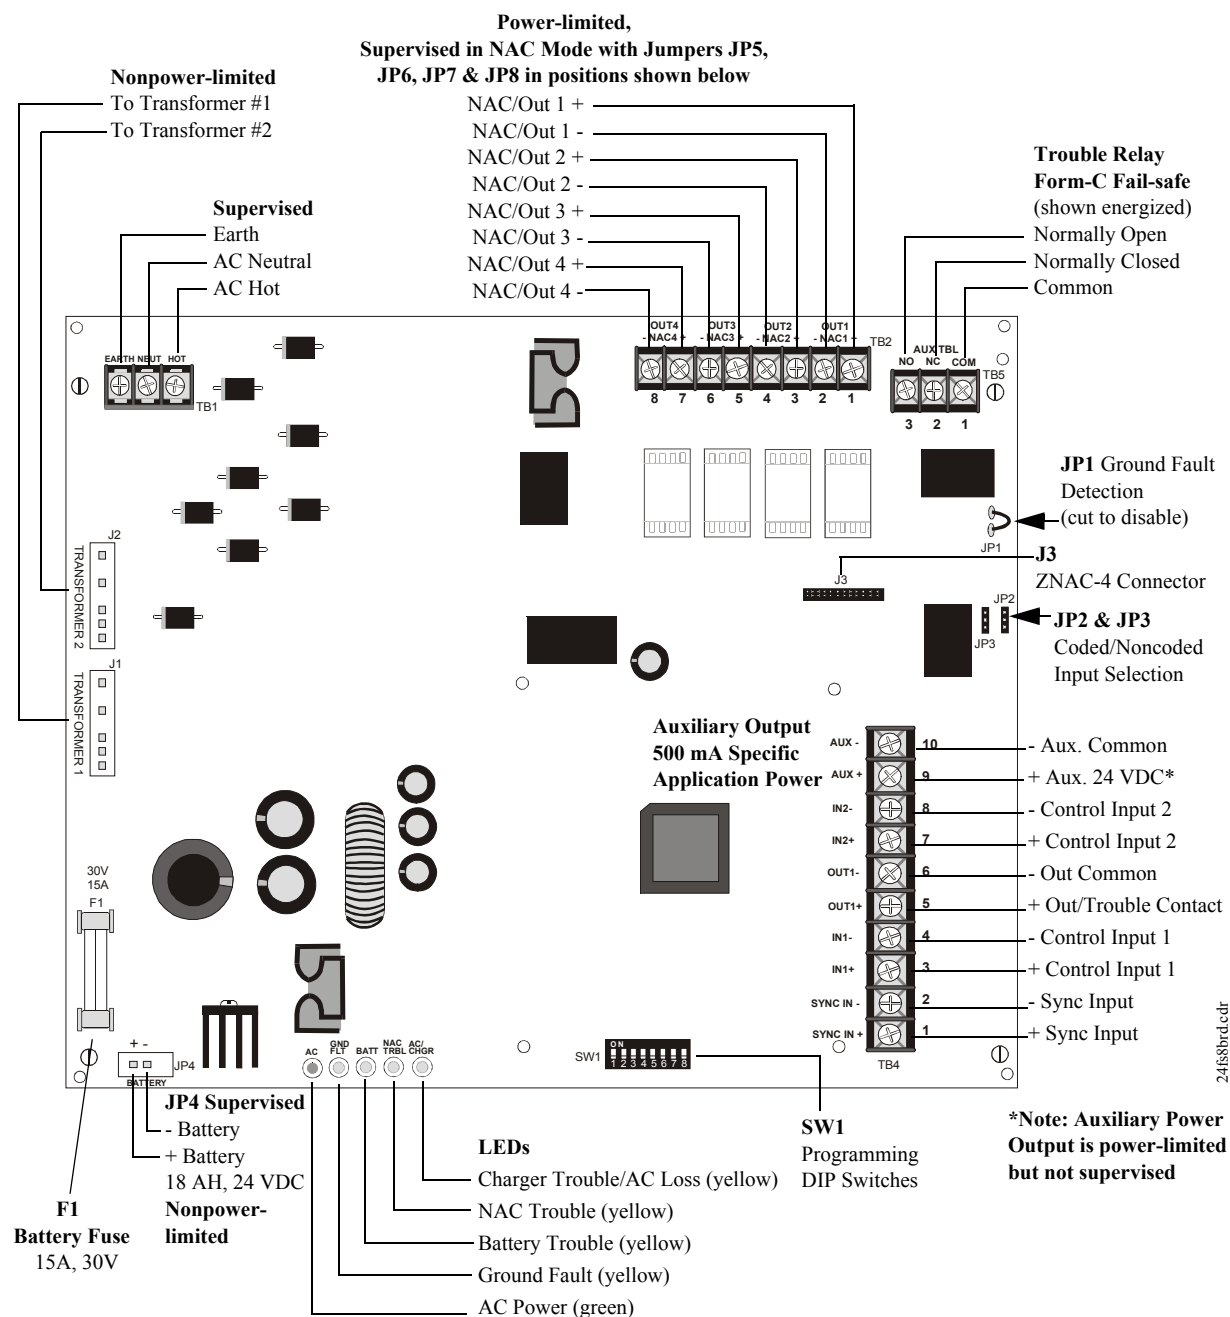 Power-limited,
Supervised in NAC Mode with Jumpers JP5,
JP6, JP7 & JP8 in positions shown below
Nonpower-limited
To Transformer #1
To Transformer #2
NAC/Out 1 +
NAC/Out 1 -
NAC/Out 2 +
NAC/Out 2 -
NAC/Out 3 +
NAC/Out 3 -
NAC/Out 4 +
NAC/Out 4 -
Supervised
Earth
AC Neutral
AC Hot
Trouble Relay
Form-C Fail-safe
(shown energized)
Normally Open
Normally Closed
Common
EARTH NEUT HOT
TB1
OUT4 OUT3 OUT2 OUT1
- NAC4 + - NAC3 + - NAC2 + - NAC1 +
TB2
8 7 6 5 4 3 2 1
AUX TBL
NO NC COM
TB5
3 2 1
JP1 Ground Fault
Detection
(cut to disable)
JP1
J3
ZNAC-4 Connector
J3
JP2
JP3
JP2 & JP3
Coded/Noncoded
Input Selection
J2
TRANSFORMER 2
J1
TRANSFORMER 1
Auxiliary Output
500 mA Specific
Application Power
AUX - 10 - Aux. Common
AUX + 9 + Aux. 24 VDC*
IN2- 8 - Control Input 2
IN2+ 7 + Control Input 2
OUT1- 6 - Out Common
OUT1+ 5 + Out/Trouble Contact
IN1- 4 - Control Input 1
IN1+ 3 + Control Input 1
SYNC IN - 2 - Sync Input
SYNC IN + 1 + Sync Input
TB4
30V
15A
F1
+ -
JP4
BATTERY
AC
GND
FLT
BATT
NAC
TRBL
AC/
CHGR
SW1
ON
1 2 3 4 5 6 7 8
24fs8brd.cdr
JP4 Supervised
- Battery
+ Battery
18 AH, 24 VDC
Nonpower-
limited
F1
Battery Fuse
15A, 30V
LEDs
Charger Trouble/AC Loss (yellow)
NAC Trouble (yellow)
Battery Trouble (yellow)
Ground Fault (yellow)
AC Power (green)
SW1
Programming
DIP Switches
*Note: Auxiliary Power
Output is power-limited
but not supervised